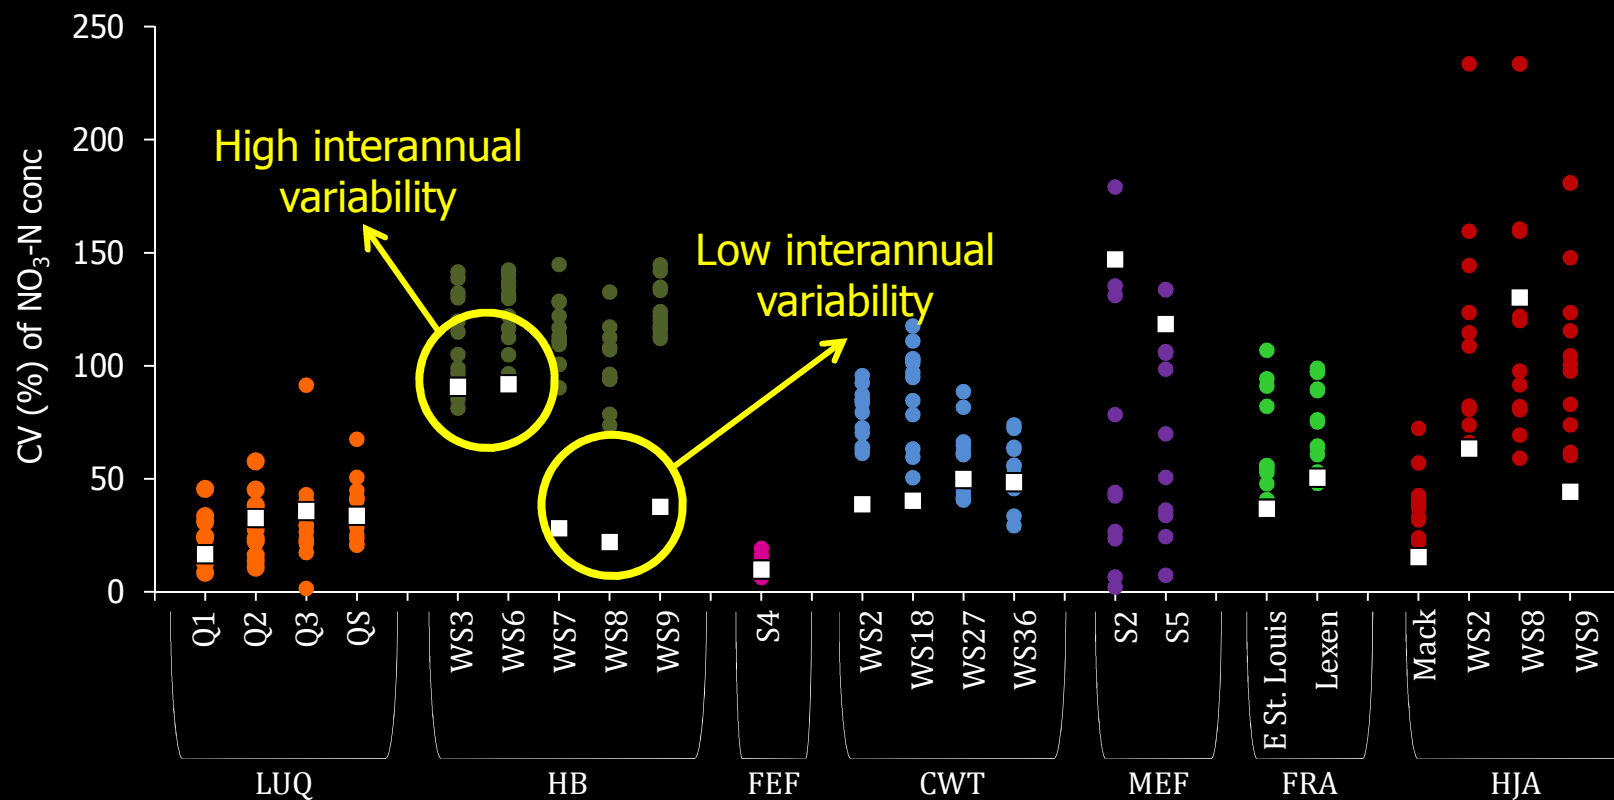 250
200
150
100
50
0
CV (%) of NO₃-N conc
High interannual
variability
Low interannual
variability
Q1
Q2
Q3
QS
WS3
WS6
WS7
WS8
WS9
S4
WS2
WS18
WS27
WS36
S2
S5
E St. Louis
Lexen
Mack
WS2
WS8
WS9
LUQ
HB
FEF
CWT
MEF
FRA
HJA